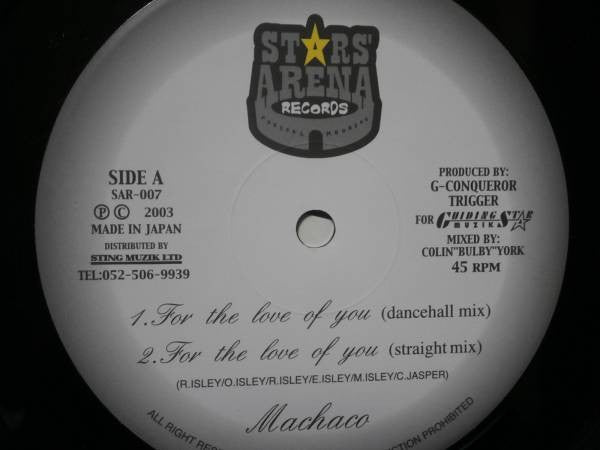 STARS'
ARENA
RECORDS
SIDE A
SAR-007
Ⓟ Ⓒ 2003
MADE IN JAPAN
DISTRIBUTED BY
STING MUZIK LTD
TEL:052-506-9939
PRODUCED BY:
G-CONQUEROR
TRIGGER
FOR GUIDING STAR
MUZIK
MIXED BY:
COLIN"BULBY"YORK
45 RPM
1.For the love of you (dancehall mix)
2.For the love of you (straight mix)
(R.ISLEY/O.ISLEY/R.ISLEY/E.ISLEY/M.ISLEY/C.JASPER)
Machaco
ALL RIGHT PROHIBITED